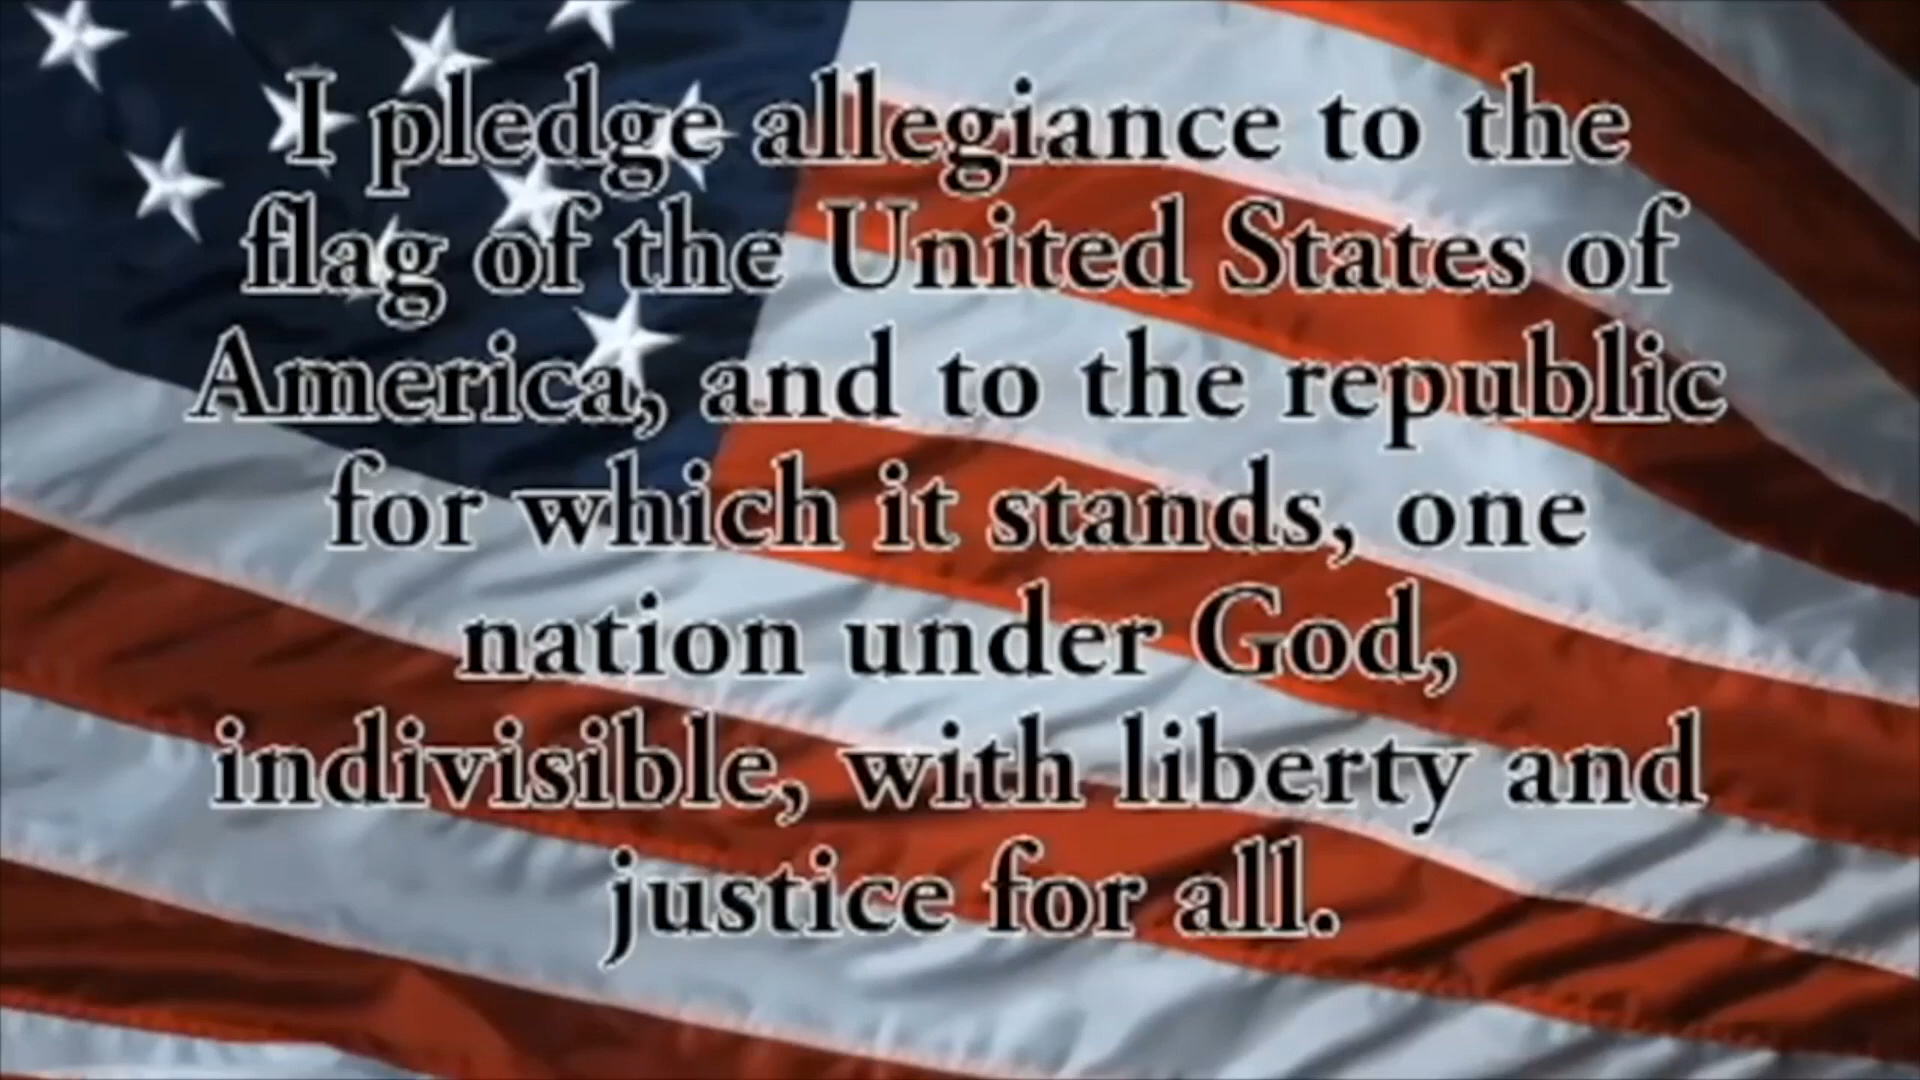 I pledge allegiance to the
flag of the United States of
America, and to the republic
for which it stands, one
nation under God,
indivisible, with liberty and
justice for all.